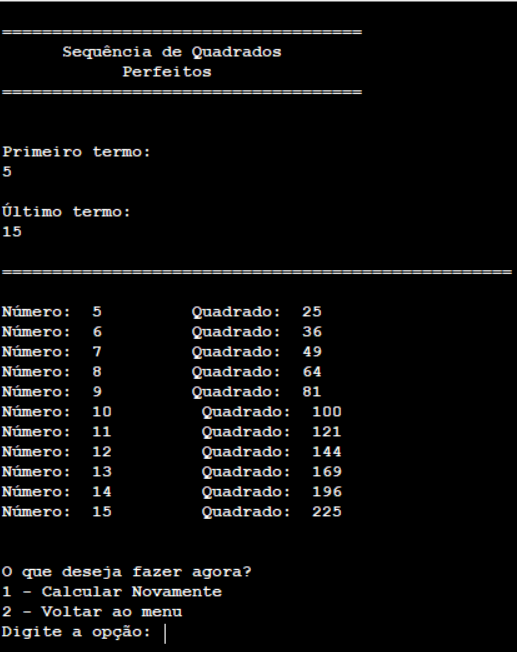 ====================================
Sequência de Quadrados
Perfeitos
====================================
Primeiro termo:
5
Último termo:
15
===================================================
Número:  5         Quadrado:  25
Número:  6         Quadrado:  36
Número:  7         Quadrado:  49
Número:  8         Quadrado:  64
Número:  9         Quadrado:  81
Número:  10         Quadrado:  100
Número:  11         Quadrado:  121
Número:  12         Quadrado:  144
Número:  13         Quadrado:  169
Número:  14         Quadrado:  196
Número:  15         Quadrado:  225
O que deseja fazer agora?
1 - Calcular Novamente
2 - Voltar ao menu
Digite a opção: